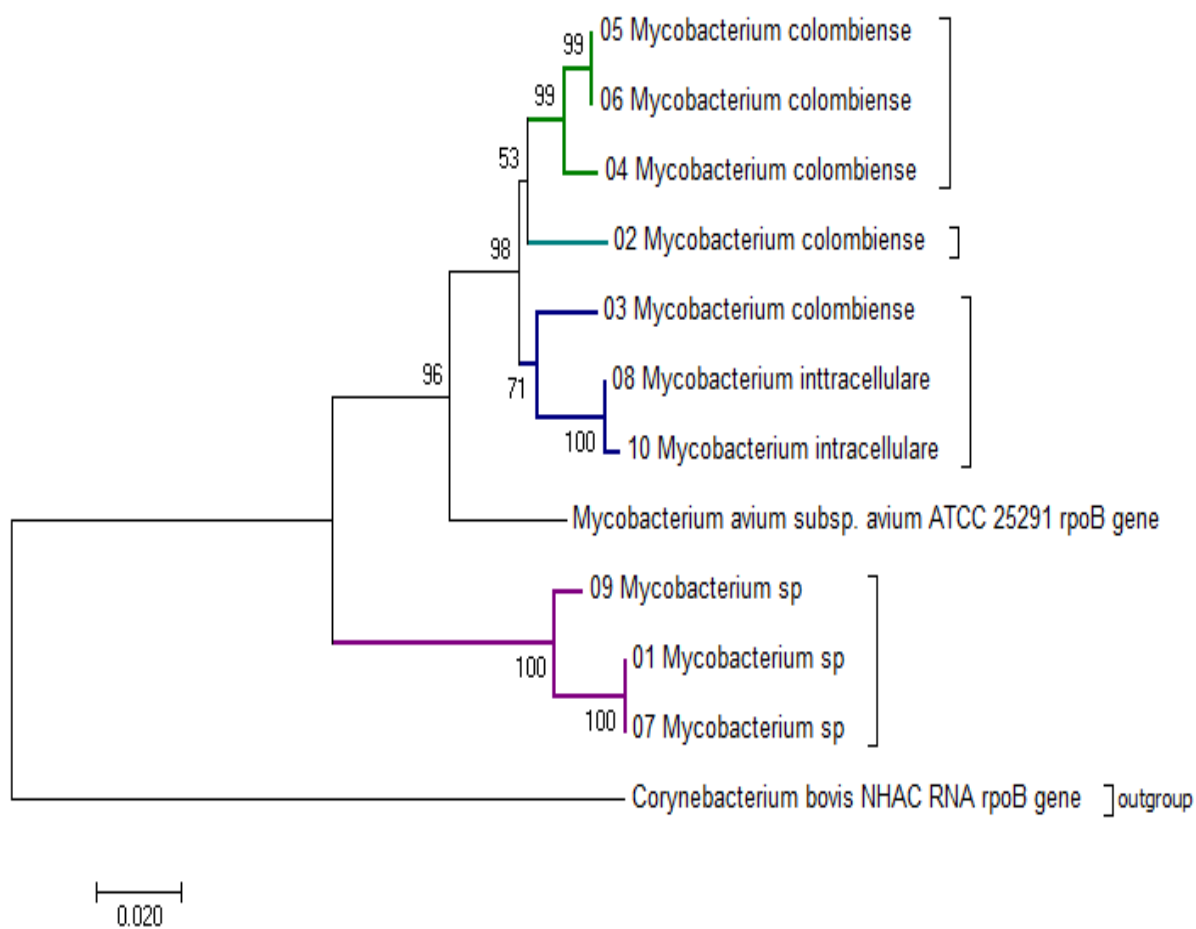 05 Mycobacterium colombiense
99
06 Mycobacterium colombiense
99
04 Mycobacterium colombiense
53
02 Mycobacterium colombiense
98
03 Mycobacterium colombiense
96
08 Mycobacterium inttracellulare
71
10 Mycobacterium intracellulare
100
Mycobacterium avium subsp. avium ATCC 25291 rpoB gene
09 Mycobacterium sp
01 Mycobacterium sp
100
100
07 Mycobacterium sp
Corynebacterium bovis NHAC RNA rpoB gene
outgroup
0.020